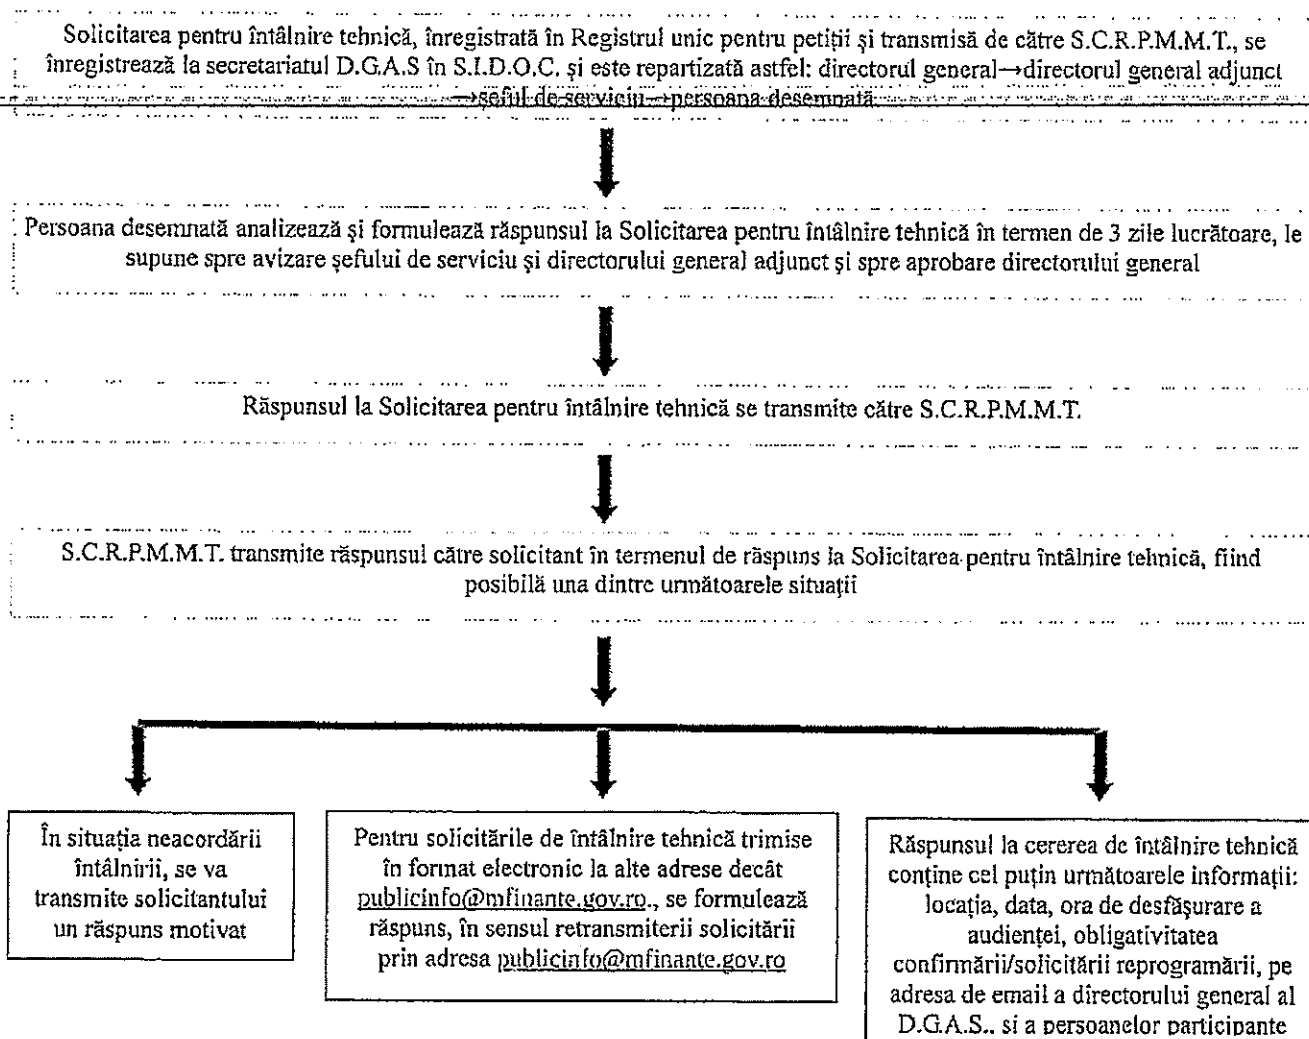 Solicitarea pentru întâlnire tehnică, înregistrată în Registrul unic pentru petiții și transmisă de către S.C.R.P.M.M.T., se
înregistrează la secretariatul D.G.A.S în S.I.D.O.C. și este repartizată astfel: directorul general→directorul general adjunct
→șeful de serviciu→persoana desemnată
Persoana desemnată analizează și formulează răspunsul la Solicitarea pentru întâlnire tehnică în termen de 3 zile lucrătoare, le
supune spre avizare șefului de serviciu și directorului general adjunct și spre aprobare directorului general
Răspunsul la Solicitarea pentru întâlnire tehnică se transmite către S.C.R.P.M.M.T.
S.C.R.P.M.M.T. transmite răspunsul către solicitant în termenul de răspuns la Solicitarea pentru întâlnire tehnică, fiind
posibilă una dintre următoarele situații
În situația neacordării
întâlnirii, se va
transmite solicitantului
un răspuns motivat
Pentru solicitările de întâlnire tehnică trimise
în format electronic la alte adrese decât
publicinfo@mfinante.gov.ro., se formulează
răspuns, în sensul retransmiterii solicitării
prin adresa publicinfo@mfinante.gov.ro
Răspunsul la cererea de întâlnire tehnică
conține cel puțin următoarele informații:
locația, data, ora de desfășurare a
audienței, obligativitatea
confirmării/solicitării reprogramării, pe
adresa de email a directorului general al
D.G.A.S., și a persoanelor participante